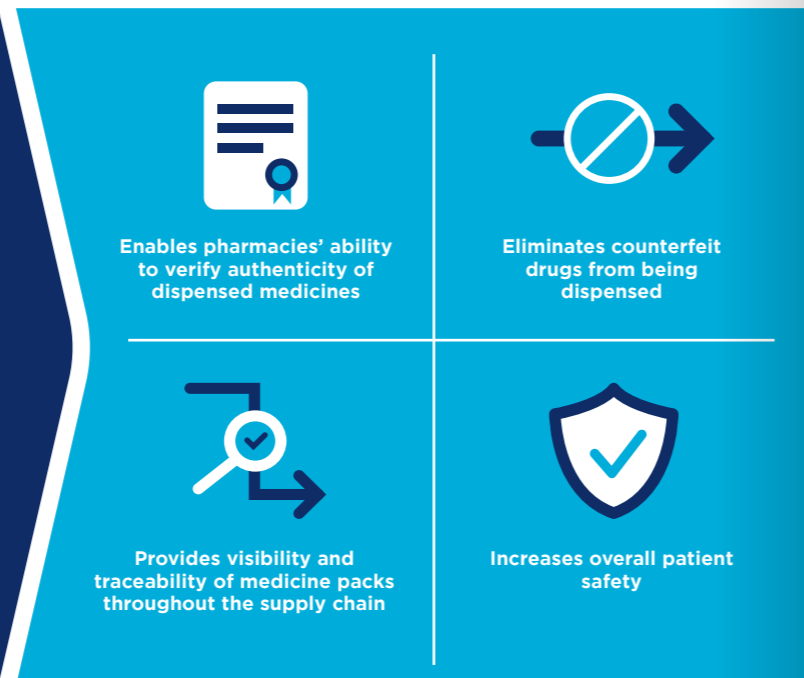 Enables pharmacies’ ability
to verify authenticity of
dispensed medicines
Eliminates counterfeit
drugs from being
dispensed
Provides visibility and
traceability of medicine packs
throughout the supply chain
Increases overall patient
safety